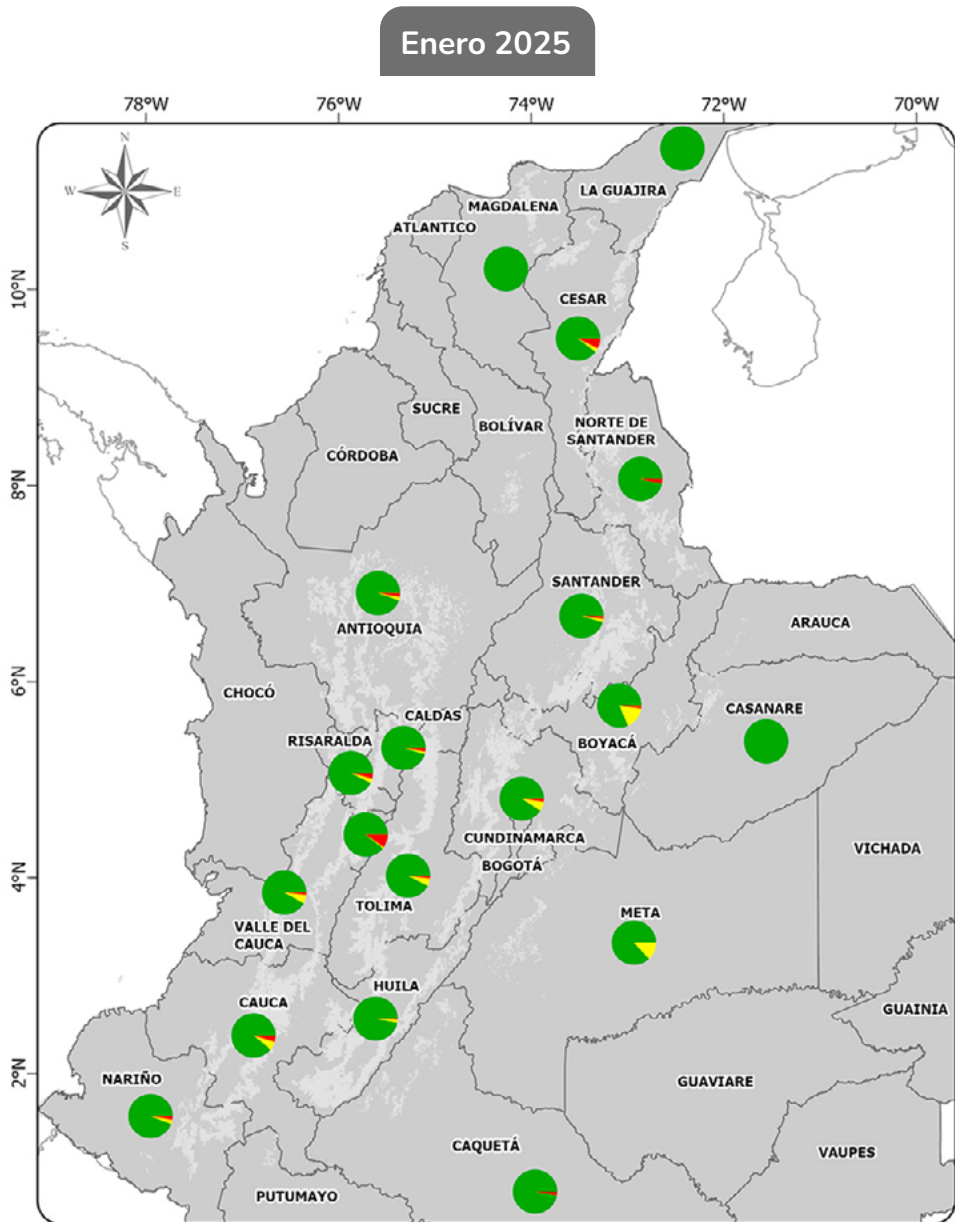 Enero 2025
78°W
76°W
74°W
72°W
70°W
N
W
E
S
LA GUAJIRA
MAGDALENA
ATLANTICO
10°N
CESAR
SUCRE
BOLÍVAR
NORTE DE
SANTANDER
CÓRDOBA
8°N
SANTANDER
ANTIOQUIA
ARAUCA
6°N
CHOCÓ
CALDAS
CASANARE
RISARALDA
BOYACÁ
CUNDINAMARCA
VICHADA
BOGOTÁ
4°N
TOLIMA
META
VALLE DEL
CAUCA
HUILA
CAUCA
GUAINIA
2°N
NARIÑO
GUAVIARE
CAQUETÁ
VAUPES
PUTUMAYO